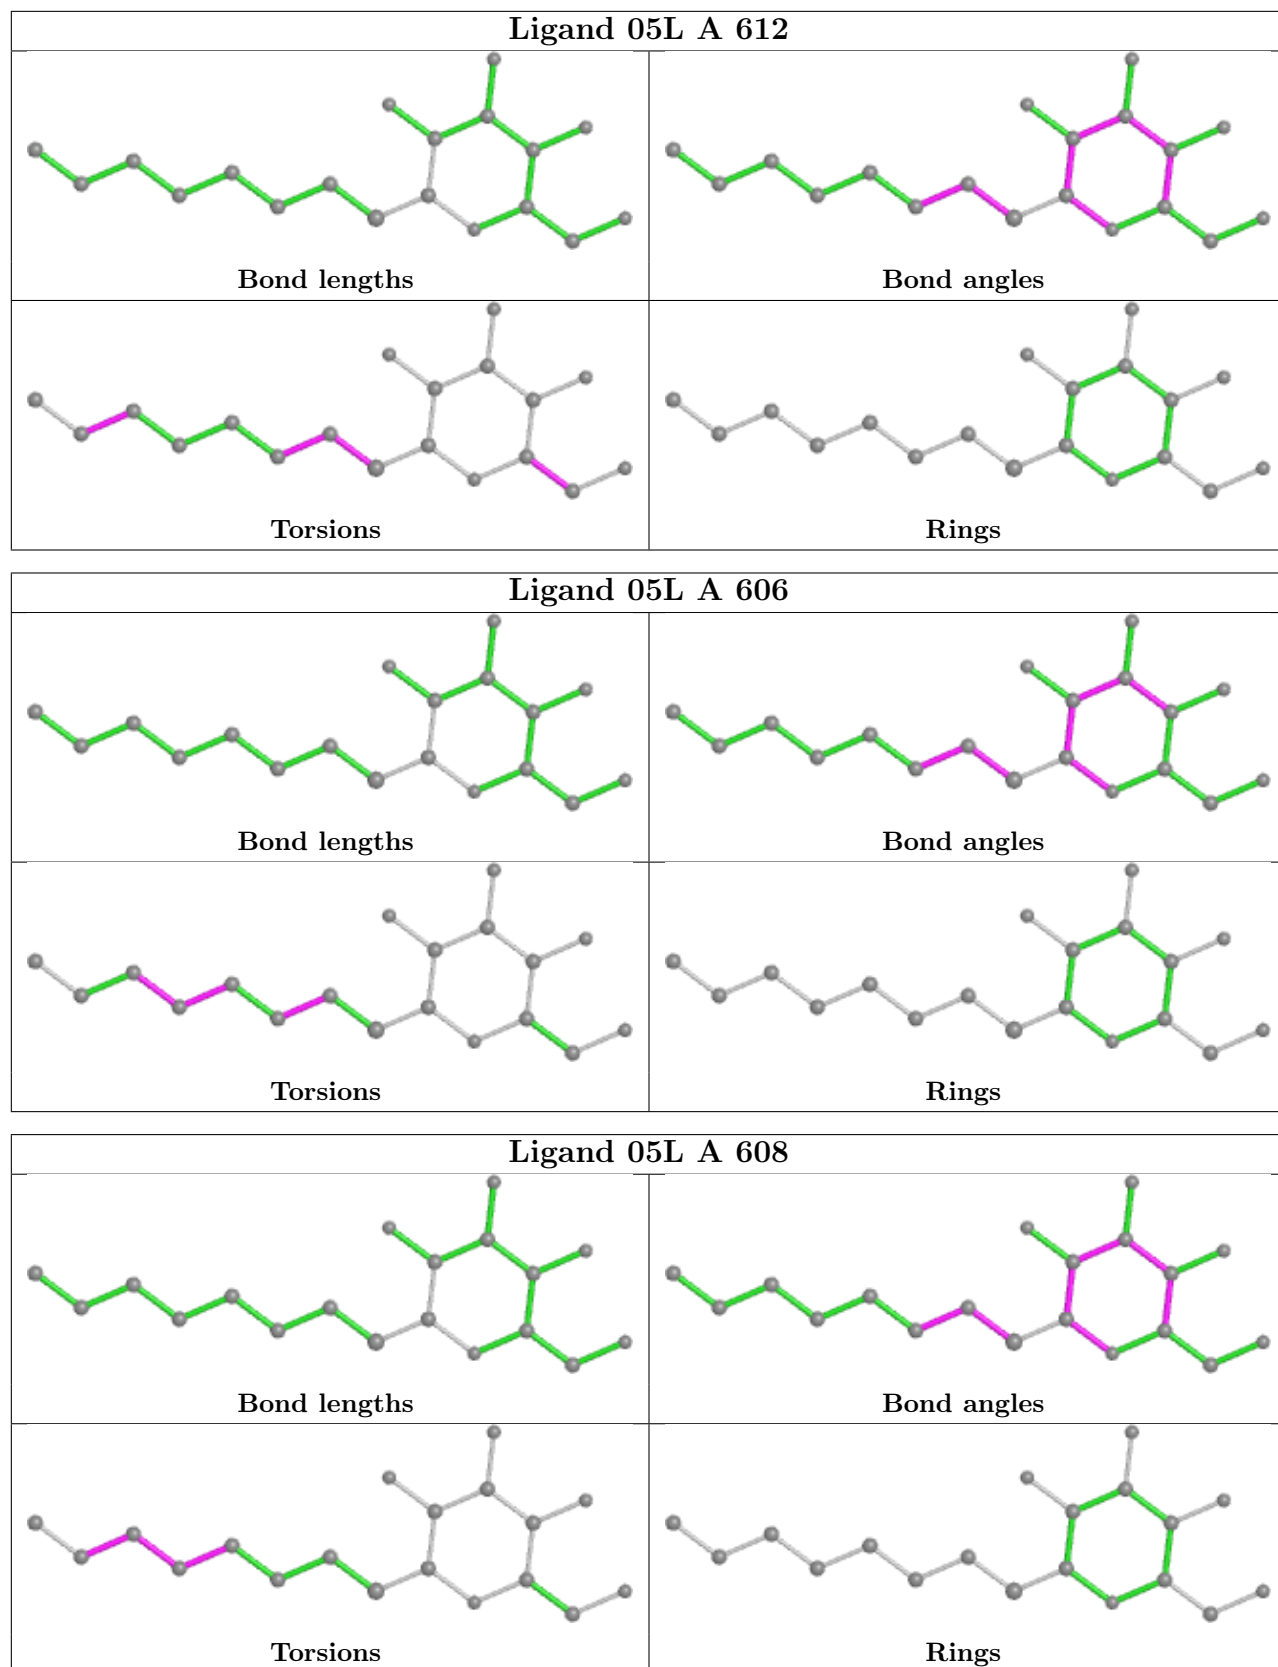 Ligand 05L A 612
Bond lengths
Bond angles
Torsions
Rings
Ligand 05L A 606
Bond lengths
Bond angles
Torsions
Rings
Ligand 05L A 608
Bond lengths
Bond angles
Torsions
Rings